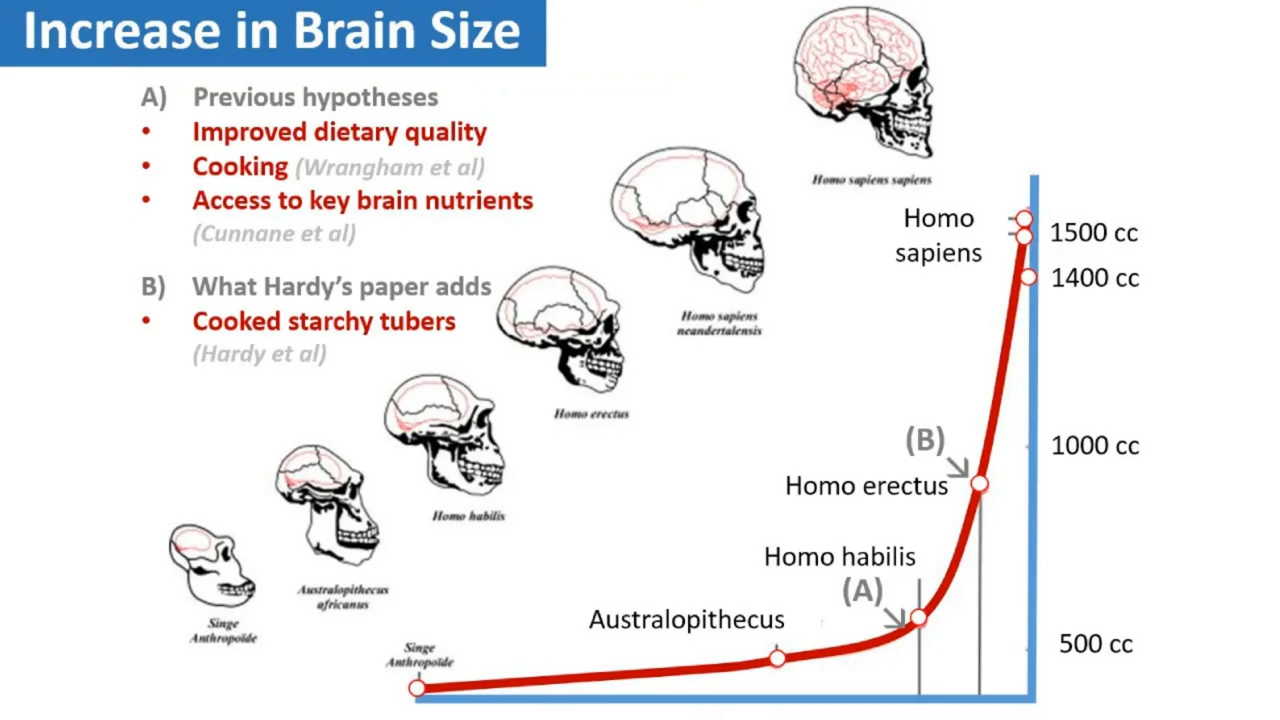 Increase in Brain Size
A) Previous hypotheses
• Improved dietary quality
• Cooking (Wrangham et al)
• Access to key brain nutrients
(Cunnane et al)
B) What Hardy's paper adds
• Cooked starchy tubers
(Hardy et al)
Homo sapiens sapiens
Homo sapiens
neandertalensis
Homo erectus
Homo habilis
Australopithecus
africanus
Singe
Anthropoïde
Homo
sapiens
1500 cc
1400 cc
(B)
1000 cc
Homo erectus
Homo habilis
(A)
Australopithecus
500 cc
Singe
Anthropoïde